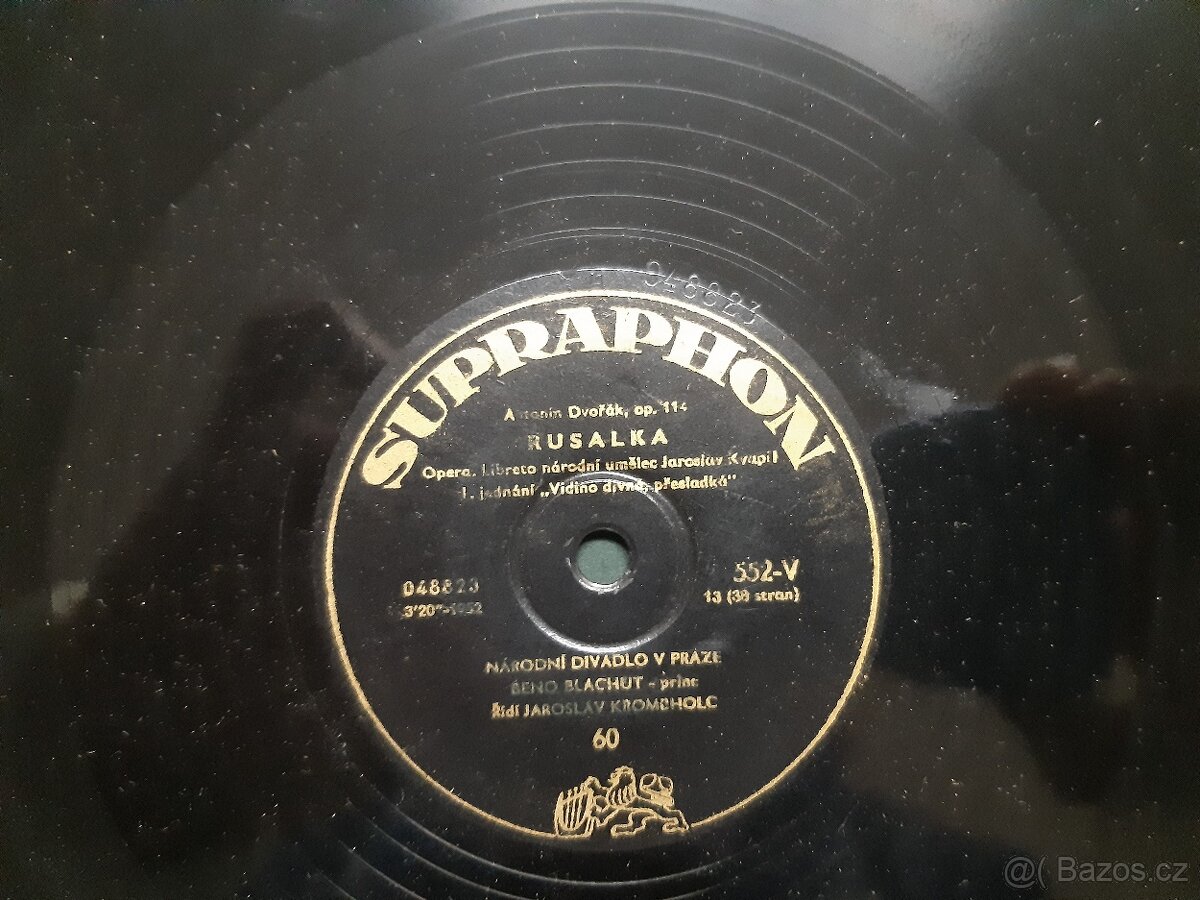 048823
SUPRAPHON
Antonín Dvořák, op. 114
RUSALKA
Opera. Libreto národní umělec Jaroslav Kvapil
I. jednání „Vidino divná, přesladká"
048823
3'20"-1952
552-V
13 (38 stran)
NÁRODNÍ DIVADLO V PRAZE
BENO BLACHUT - princ
Řídí JAROSLAV KROMBHOLC
60
@( Bazos.cz